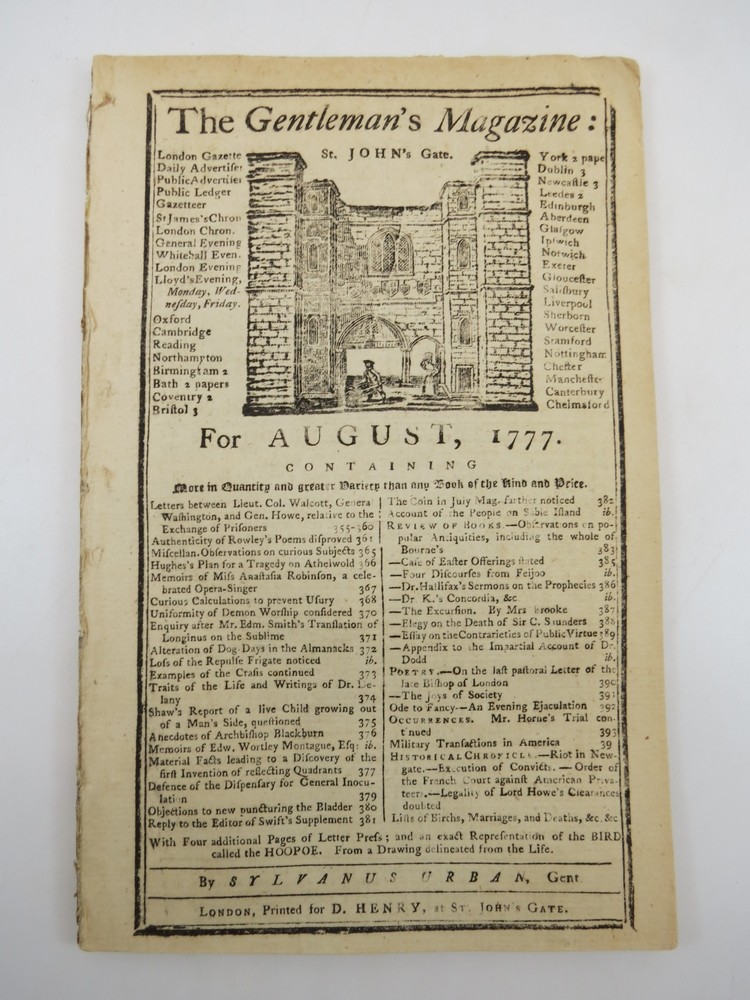 The Gentleman's Magazine:
St. JOHN's Gate.
London Gazette
Daily Advertiser
Public Advertiser
Public Ledger
Gazetteer
St James's Chron
London Chron.
General Evening
Whitehall Even.
London Evening
Lloyd's Evening,
Monday, Wed-
nesday, Friday.
Oxford
Cambridge
Reading
Northampton
Birmingham 2
Bath 2 papers
Coventry 2
Bristol 3
York 2 pape
Dublin 3
Newcastle 3
Leedes 2
Edinburgh
Aberdeen
Glasgow
Ipswich
Norwich
Exeter
Gloucester
Salisbury
Liverpool
Sherborn
Worcester
Stamford
Nottingham
Chester
Manchester
Canterbury
Chelmsford
For AUGUST, 1777.
CONTAINING
More in Quantity and greater Variety than any Book of the Kind and Price.
Letters between Lieut. Col. Walcott, General
Washington, and Gen. Howe, relative to the
Exchange of Prisoners 355-360
Authenticity of Rowley's Poems disproved 361
Miscellan. Observations on curious Subjects 365
Hughes's Plan for a Tragedy on Athelwold 366
Memoirs of Miss Anastasia Robinson, a cele-
brated Opera-Singer 367
Curious Calculations to prevent Usury 368
Uniformity of Demon Worship considered 370
Enquiry after Mr. Edm. Smith's Translation of
Longinus on the Sublime 371
Alteration of Dog-Days in the Almanacks 372
Loss of the Repulse Frigate noticed ib.
Examples of the Crasis continued 373
Traits of the Life and Writings of Dr. De-
lany 374
Shaw's Report of a live Child growing out
of a Man's Side, questioned 375
Anecdotes of Archbishop Blackburn 376
Memoirs of Edw. Wortley Montague, Esq: ib.
Material Facts leading to a Discovery of the
first Invention of reflecting Quadrants 377
Defence of the Dispensary for General Inocu-
lation 379
Objections to new puncturing the Bladder 380
Reply to the Editor of Swift's Supplement 381
The Coin in July Mag. farther noticed 382
Account of the People on Sable Island ib.
REVIEW OF BOOKS.—Observations on po-
pular Antiquities, including the whole of
Bourne's 383
—Case of Easter Offerings stated 385
—Four Discourses from Feijoo ib.
—Dr. Hallifax's Sermons on the Prophecies 386
—Dr. K.'s Concordia, &c ib.
—The Excursion. By Mrs Brooke 387
—Elegy on the Death of Sir C. Saunders 388
—Essay on the Contrarieties of Public Virtue 389
—Appendix to the Impartial Account of Dr.
Dodd ib.
POETRY.—On the last pastoral Letter of the
late Bishop of London 390
—The Joys of Society 391
Ode to Fancy—An Evening Ejaculation 392
OCCURRENCES. Mr. Horne's Trial con-
tinued 393
Military Transactions in America 39
HISTORICAL CHRONICLE.—Riot in New-
gate.—Execution of Convicts.—Order of
the French Court against American Priva-
teers.—Legality of Lord Howe's Clearances
doubted
Lists of Births, Marriages, and Deaths, &c. &c
With Four additional Pages of Letter Press; and an exact Representation of the BIRD
called the HOOPOE. From a Drawing delineated from the Life.
By SYLVANUS URBAN, Gent
LONDON, Printed for D. HENRY, at ST. JOHN'S GATE.